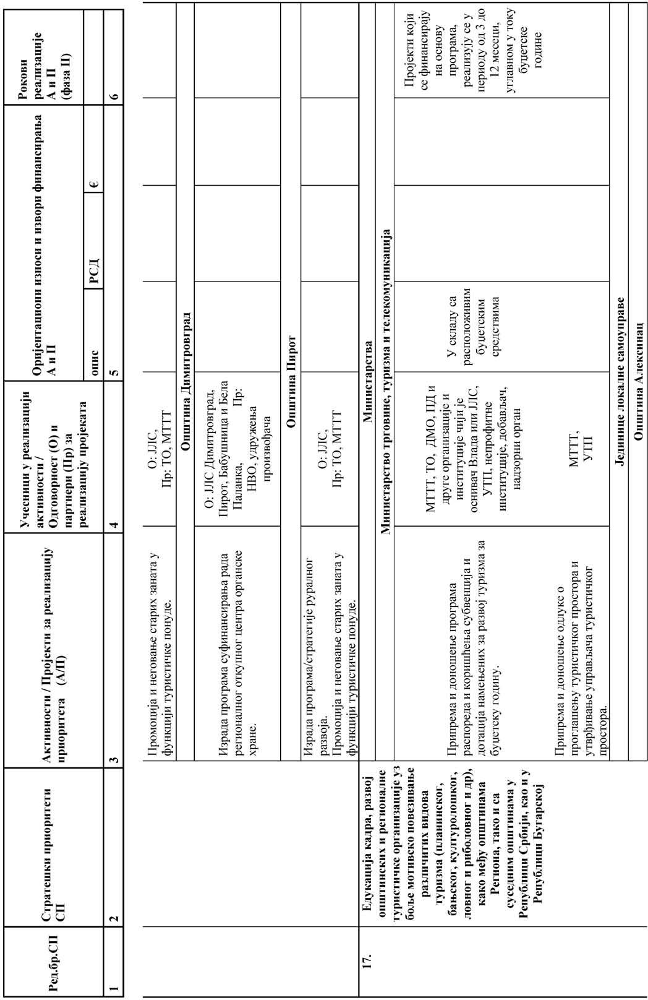 Ред.бр.СП
Стратешки приоритети
СП
Активности / Пројекти за реализацију
приоритета (А/П)
Учесници у реализацији
активности /
Одговорност (О) и
партнери (Пр) за
реализацију пројеката
Оријентациони износи и извори финансирања
А и П
опис
РСД
€
Рокови
реализације
А и П
(фаза II)
1
2
3
4
5
6
Промоција и неговање старих заната у
функцији туристичке понуде.
О: ЈЛС,
Пр: ТО, МТТТ
Општина Димитровград
Израда програма суфинансирања рада
регионалног откупног центра органске
хране.
О: ЈЛС Димитровград,
Пирот, Бабушница и Бела
Паланка, Пр:
НВО, удружења
произвођача
Општина Пирот
Израда програма/стратегије руралног
развоја.
Промоција и неговање старих заната у
функцији туристичке понуде.
О: ЈЛС,
Пр: ТО, МТТТ
17.
Едукација кадра, развој
општинских и регионалне
туристичке организације уз
боље мотивско повезивање
различитих видова
туризма (планинског,
бањског, културолошког,
ловног и риболовног и др),
како међу општинама
Региона, тако и са
суседним општинама у
Републици Србији, као и у
Републици Бугарској
Министарства
Министарство трговине, туризма и телекомуникација
Припрема и доношење програма
распореда и коришћења субвенција и
дотација намењених за развој туризма за
буџетску годину.
МТТТ, ТО, ДМО, ПД и
друге организације и
институције чији је
оснивач Влада или ЈЛС,
УТП, непрофитне
институције, добављач,
надзорни орган
У складу са
расположивим
буџетским
средствима
Пројекти који
се финансирају
на основу
програма,
реализују се у
периоду од 3 до
12 месеци,
углавном у току
буџетске
године
Припрема и доношење одлуке о
проглашењу туристичког простора и
утврђивање управљача туристичког
простора.
МТТТ,
УТП
Јединице локалне самоуправе
Општина Алексинац